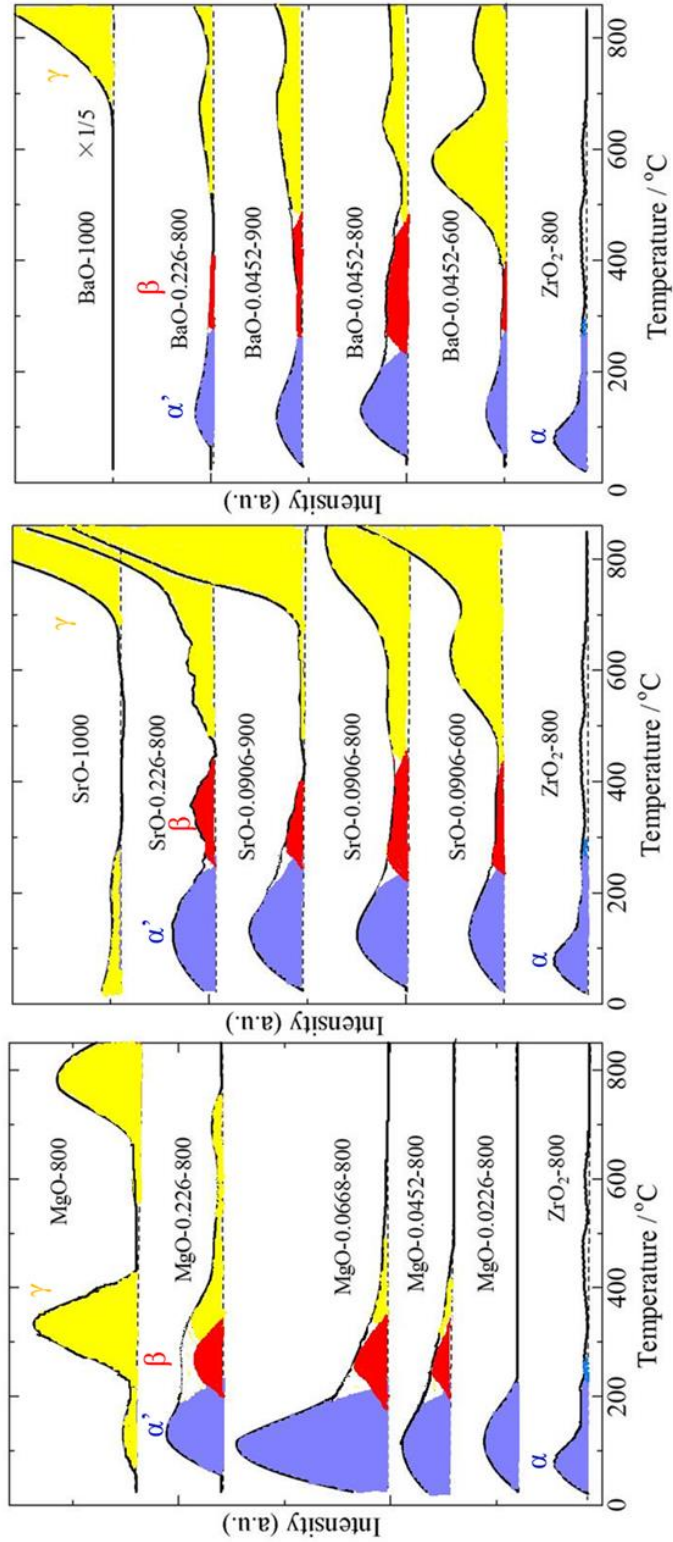 Intensity (a.u.)
MgO-800
γ
MgO-0.226-800
α' β
MgO-0.0668-800
MgO-0.0452-800
MgO-0.0226-800
ZrO₂-800
α
0 200 400 600 800
Temperature / °C
Intensity (a.u.)
SrO-1000
γ
SrO-0.226-800
α' β
SrO-0.0906-900
SrO-0.0906-800
SrO-0.0906-600
ZrO₂-800
α
0 200 400 600 800
Temperature /°C
Intensity (a.u.)
γ
BaO-1000 ×1/5
β
BaO-0.226-800
α'
BaO-0.0452-900
BaO-0.0452-800
BaO-0.0452-600
ZrO₂-800
α
0 200 400 600 800
Temperature / °C